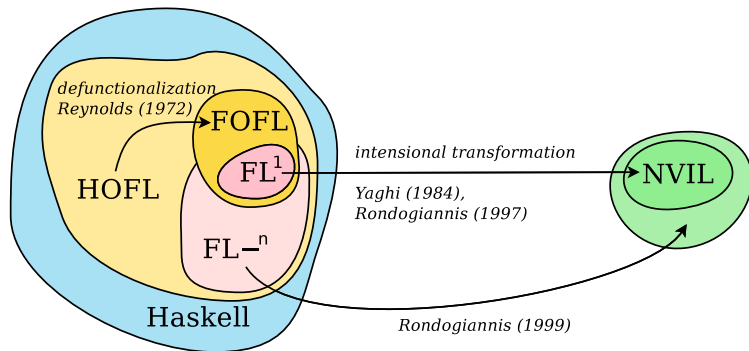 defunctionalization
Reynolds (1972)
FOFL
HOFL
FL¹
FL–ⁿ
Haskell
intensional transformation
Yaghi (1984),
Rondogiannis (1997)
NVIL
Rondogiannis (1999)